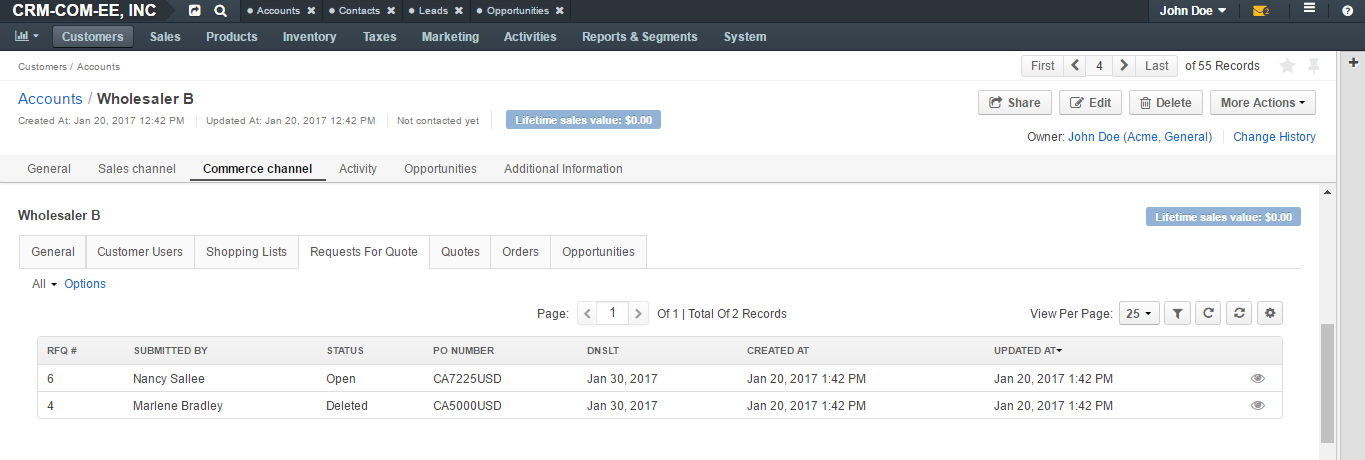 CRM-COM-EE, INC Accounts Contacts Leads Opportunities John Doe 2
Customers Sales Products Inventory Taxes Marketing Activities Reports & Segments System
Customers / Accounts First 4 Last of 55 Records
Accounts / Wholesaler B Share Edit Delete More Actions
Created At: Jan 20, 2017 12:42 PM Updated At: Jan 20, 2017 12:42 PM Not contacted yet Lifetime sales value: $0.00
Owner: John Doe (Acme, General) Change History
General Sales channel Commerce channel Activity Opportunities Additional Information
Wholesaler B Lifetime sales value: $0.00
General Customer Users Shopping Lists Requests For Quote Quotes Orders Opportunities
All Options
Page: 1 Of 1 | Total Of 2 Records View Per Page: 25
RFQ # SUBMITTED BY STATUS PO NUMBER DNSLT CREATED AT UPDATED AT
6 Nancy Sallee Open CA7225USD Jan 30, 2017 Jan 20, 2017 1:42 PM Jan 20, 2017 1:42 PM
4 Marlene Bradley Deleted CA5000USD Jan 30, 2017 Jan 20, 2017 1:42 PM Jan 20, 2017 1:42 PM